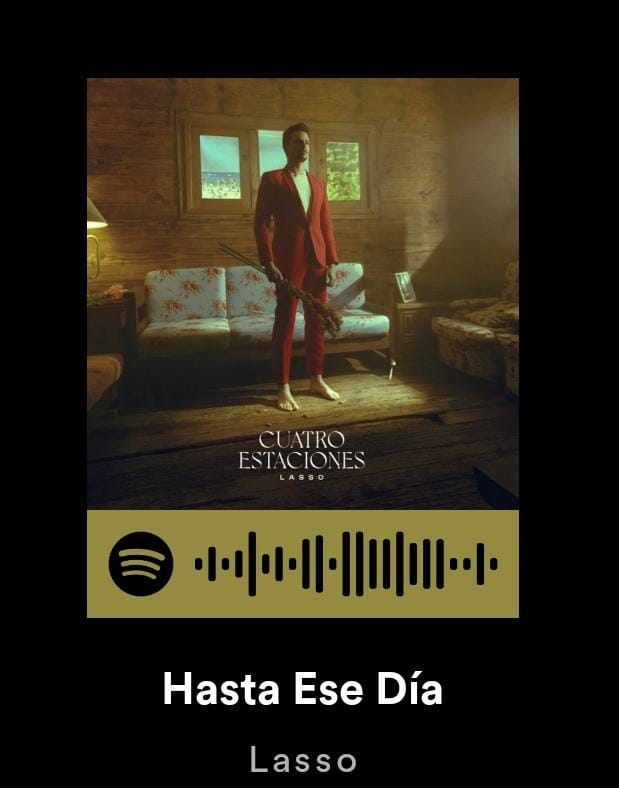 CUATRO
ESTACIONES
LASSO
Hasta Ese Día
Lasso